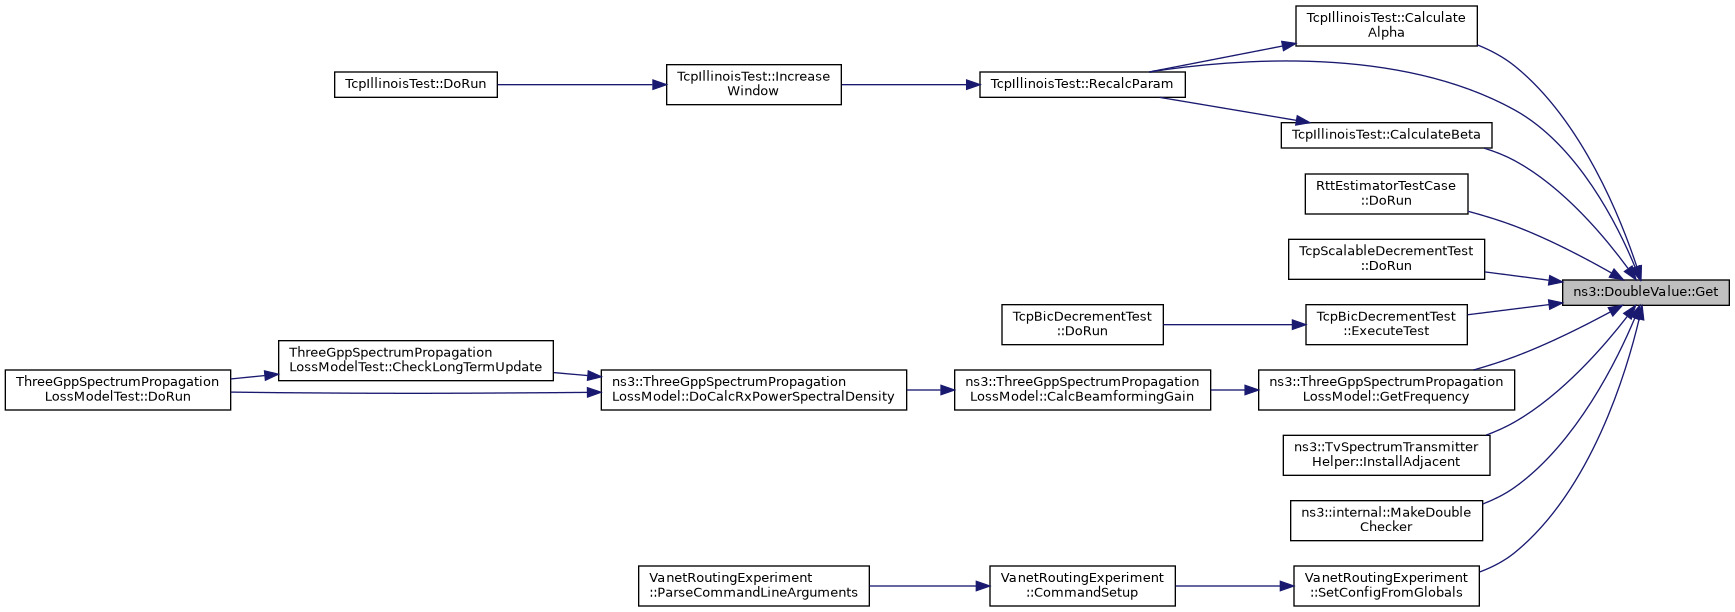 TcpIllinoisTest::Calculate
Alpha
TcpIllinoisTest::DoRun
TcpIllinoisTest::Increase
Window
TcpIllinoisTest::RecalcParam
TcpIllinoisTest::CalculateBeta
RttEstimatorTestCase
::DoRun
TcpScalableDecrementTest
::DoRun
ns3::DoubleValue::Get
TcpBicDecrementTest
::DoRun
TcpBicDecrementTest
::ExecuteTest
ThreeGppSpectrumPropagation
LossModelTest::CheckLongTermUpdate
ThreeGppSpectrumPropagation
LossModelTest::DoRun
ns3::ThreeGppSpectrumPropagation
LossModel::DoCalcRxPowerSpectralDensity
ns3::ThreeGppSpectrumPropagation
LossModel::CalcBeamformingGain
ns3::ThreeGppSpectrumPropagation
LossModel::GetFrequency
ns3::TvSpectrumTransmitter
Helper::InstallAdjacent
ns3::internal::MakeDouble
Checker
VanetRoutingExperiment
::ParseCommandLineArguments
VanetRoutingExperiment
::CommandSetup
VanetRoutingExperiment
::SetConfigFromGlobals